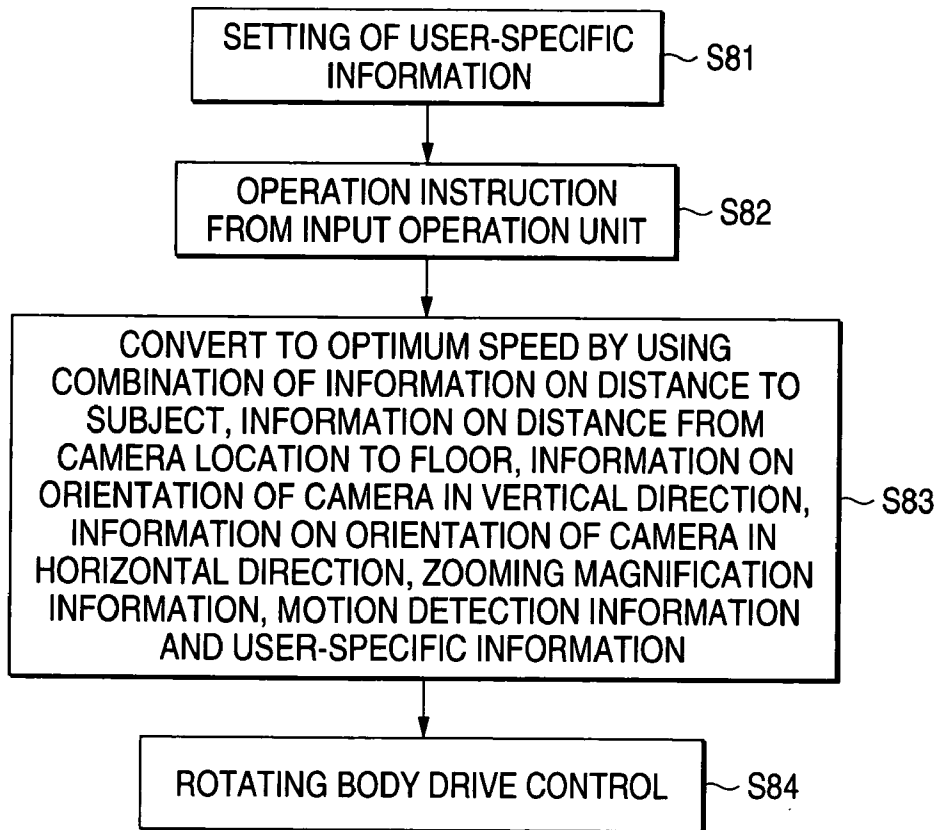 SETTING OF USER-SPECIFIC
INFORMATION
S81
OPERATION INSTRUCTION
FROM INPUT OPERATION UNIT
S82
CONVERT TO OPTIMUM SPEED BY USING
COMBINATION OF INFORMATION ON DISTANCE TO
SUBJECT, INFORMATION ON DISTANCE FROM
CAMERA LOCATION TO FLOOR, INFORMATION ON
ORIENTATION OF CAMERA IN VERTICAL DIRECTION,
INFORMATION ON ORIENTATION OF CAMERA IN
HORIZONTAL DIRECTION, ZOOMING MAGNIFICATION
INFORMATION, MOTION DETECTION INFORMATION
AND USER-SPECIFIC INFORMATION
S83
ROTATING BODY DRIVE CONTROL
S84